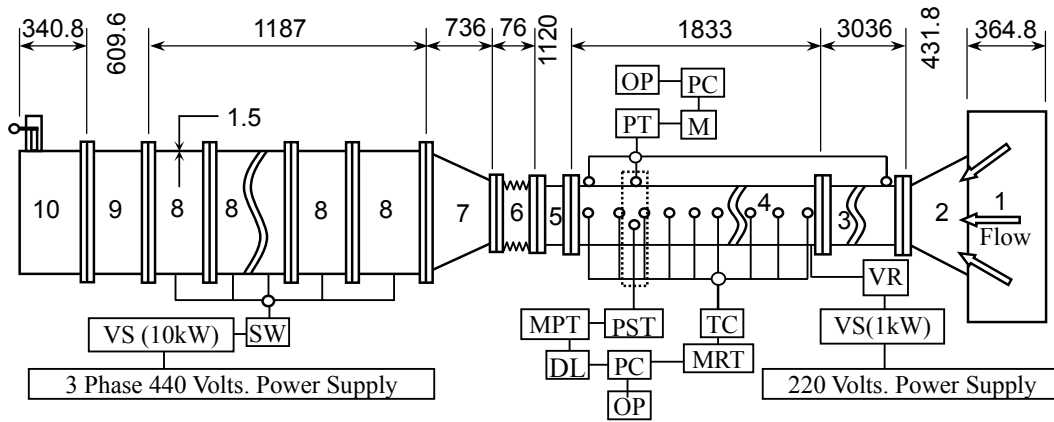 340.8
609.6
1187
736
76
1120
1833
3036
431.8
364.8
1.5
OP
PC
PT
M
10
9
8
8
8
8
7
6
5
4
3
2
1
Flow
VR
VS (10kW)
SW
MPT
PST
TC
VS(1kW)
DL
PC
MRT
OP
3 Phase 440 Volts. Power Supply
220 Volts. Power Supply